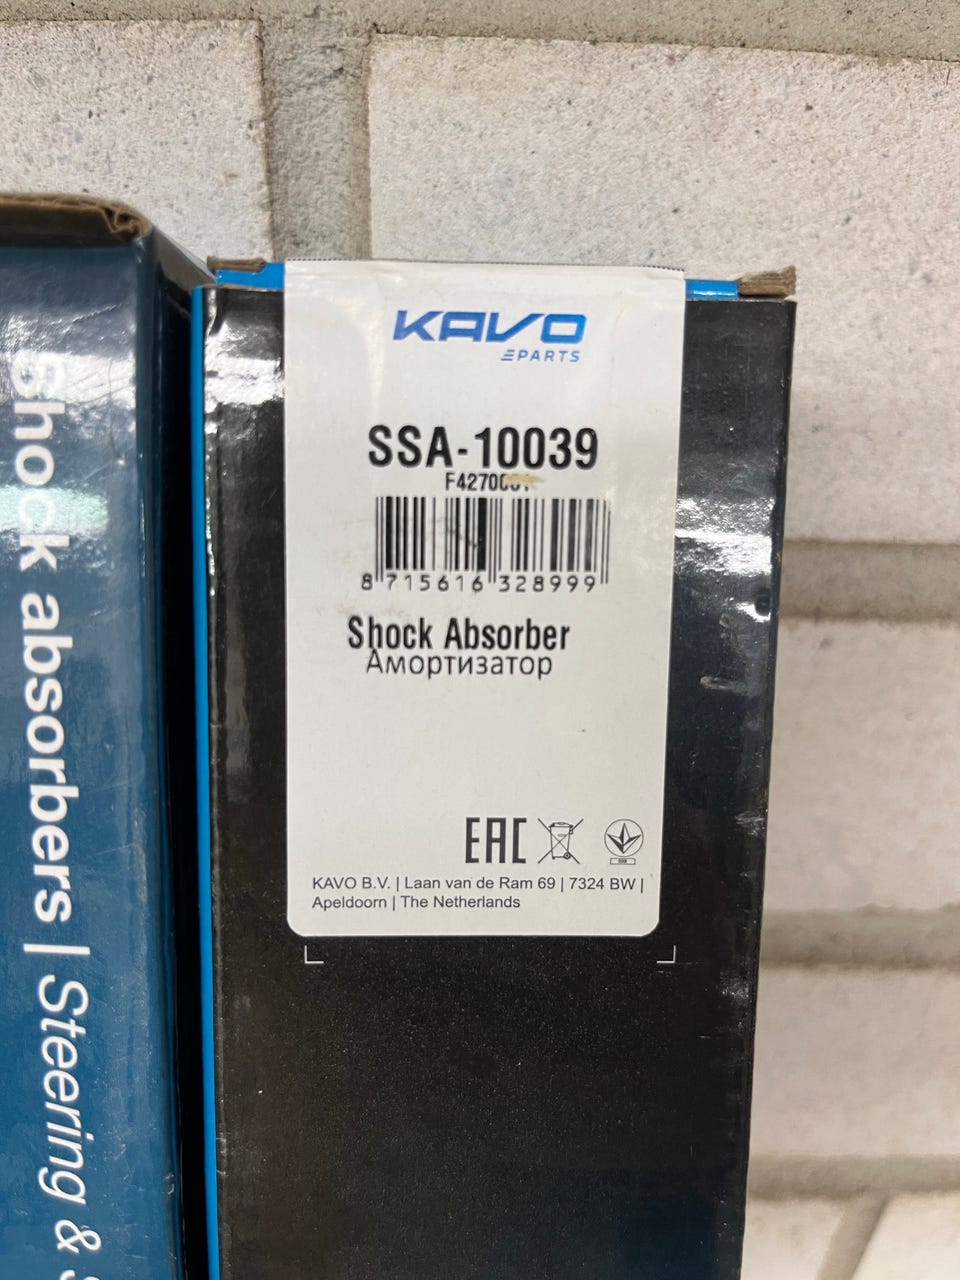 KAVO
PARTS
SSA-10039
8 715616 328999
Shock Absorber
Амортизатор
EAC
KAVO B.V. | Laan van de Ram 69 | 7324 BW |
Apeldoorn | The Netherlands
Shock absorbers | Steering &